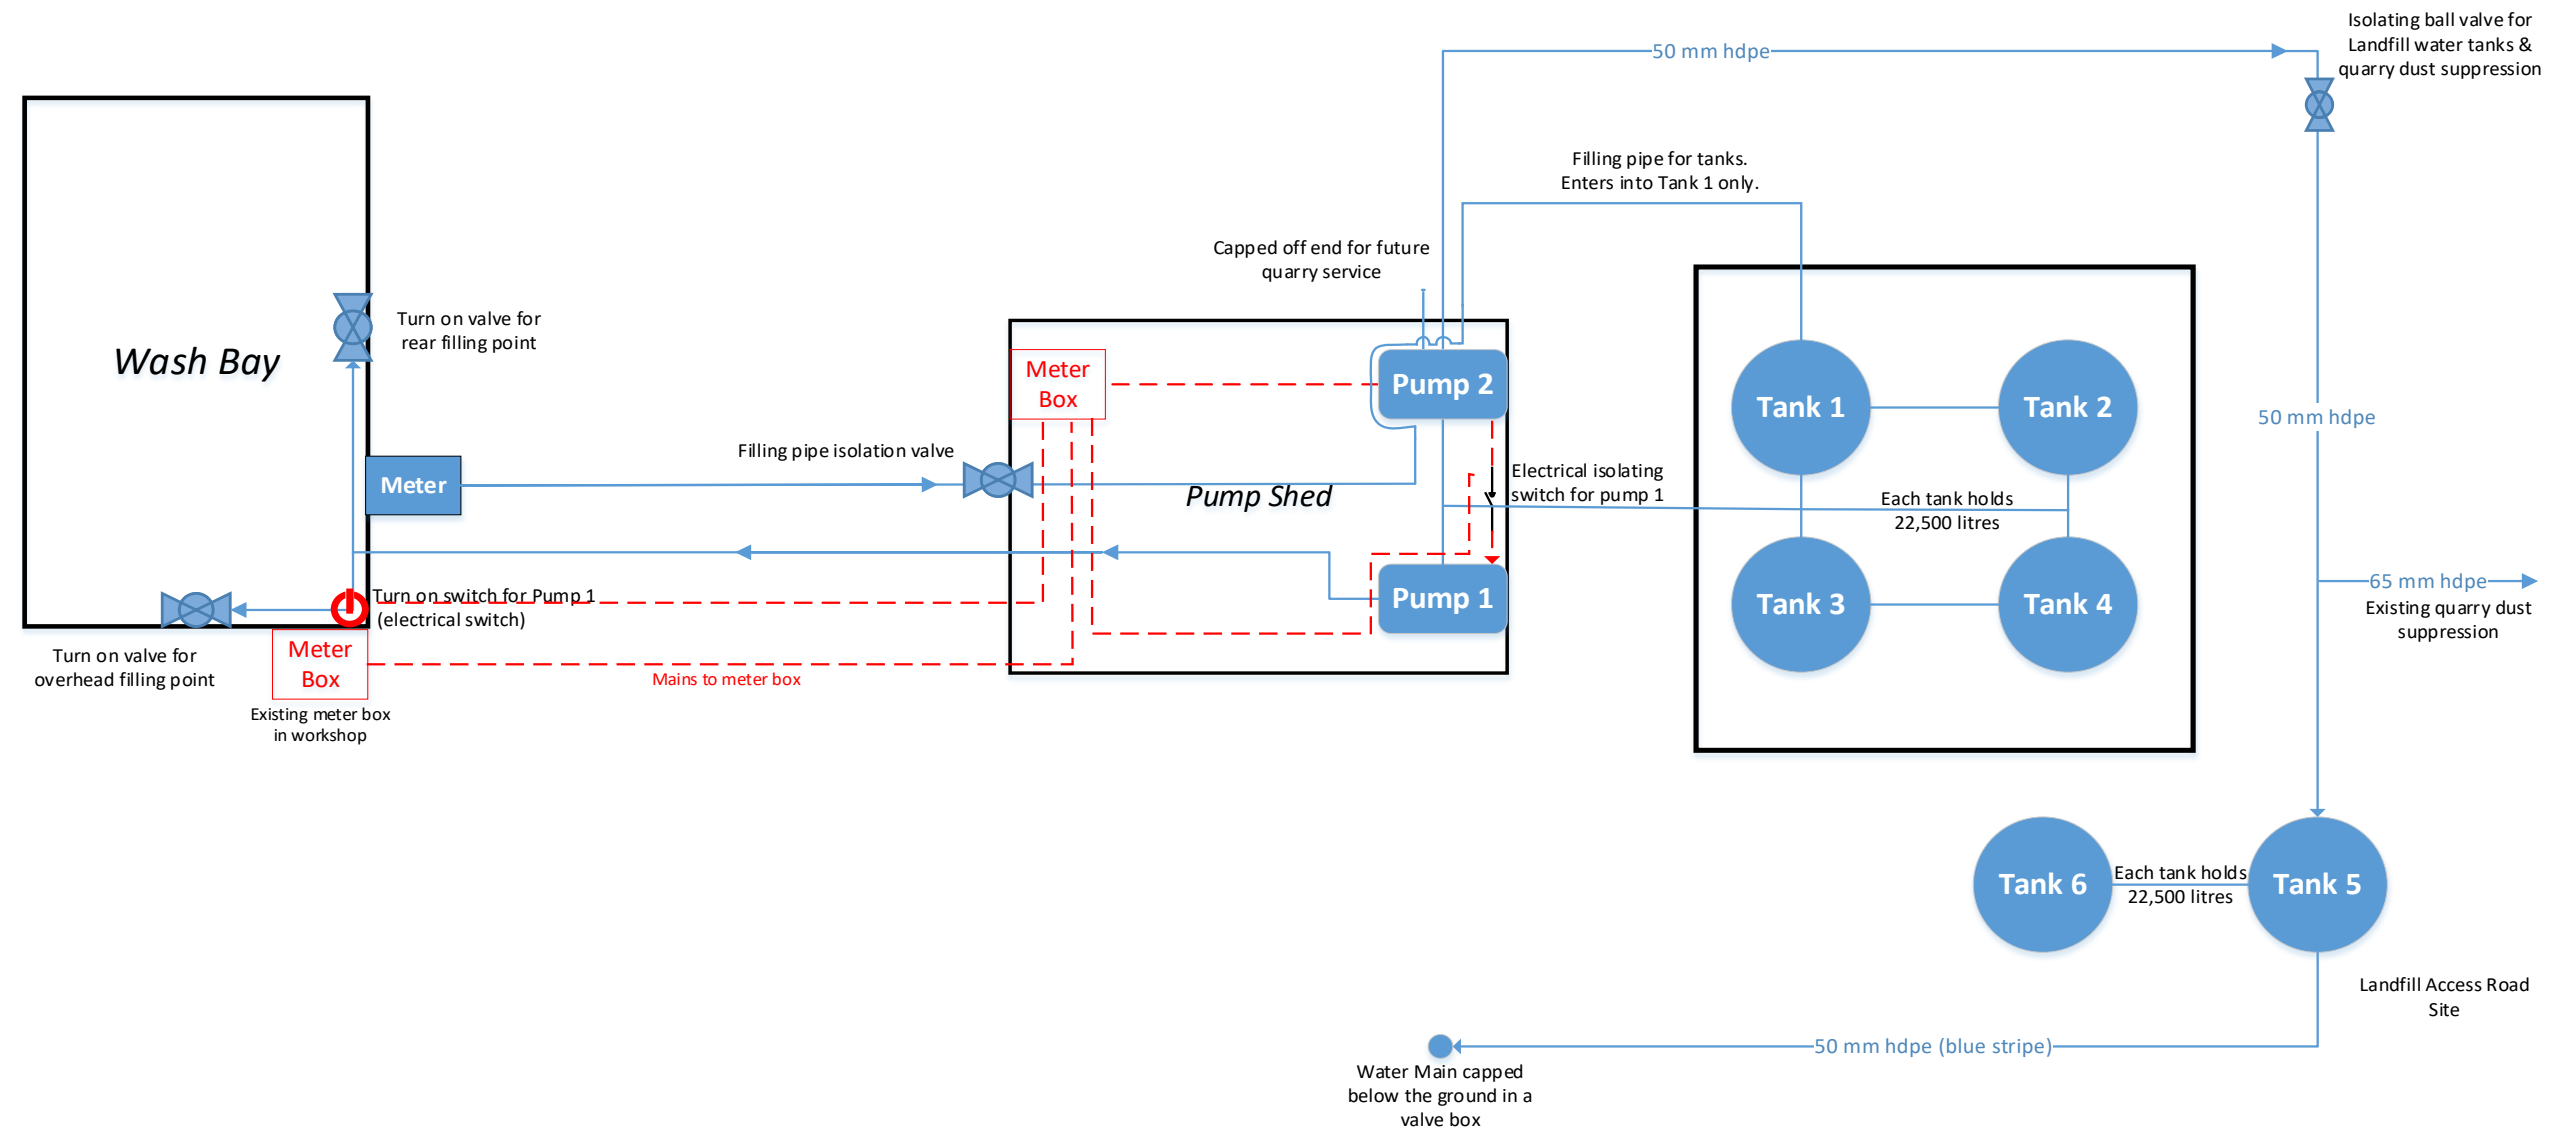 Isolating ball valve for
Landfill water tanks &
quarry dust suppression
50 mm hdpe
Filling pipe for tanks.
Enters into Tank 1 only.
Capped off end for future
quarry service
Wash Bay
Turn on valve for
rear filling point
Meter
Box
Pump 2
Tank 1
Tank 2
50 mm hdpe
Filling pipe isolation valve
Meter
Pump Shed
Electrical isolating
switch for pump 1
Each tank holds
22,500 litres
Turn on switch for Pump 1
(electrical switch)
Pump 1
Tank 3
Tank 4
65 mm hdpe
Existing quarry dust
suppression
Turn on valve for
overhead filling point
Meter
Box
Mains to meter box
Existing meter box
in workshop
Tank 6
Each tank holds
22,500 litres
Tank 5
Landfill Access Road
Site
50 mm hdpe (blue stripe)
Water Main capped
below the ground in a
valve box